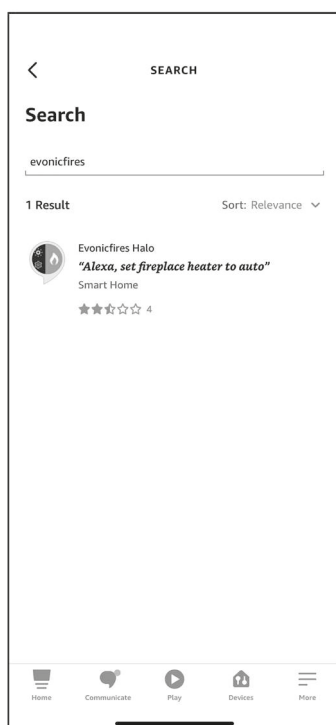 SEARCH
Search
evonicfires
1 Result Sort: Relevance
Evonicfires Halo
“Alexa, set fireplace heater to auto”
Smart Home
4
Home Communicate Play Devices More